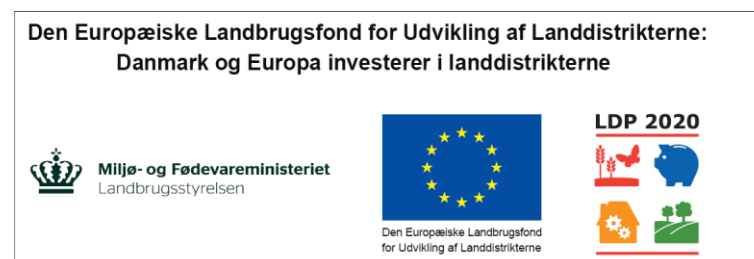 Den Europæiske Landbrugsfond for Udvikling af Landdistrikterne:
Danmark og Europa investerer i landdistrikterne
LDP 2020
Miljø- og Fødevareministeriet
Landbrugsstyrelsen
Den Europæiske Landbrugsfond
for Udvikling af Landdistrikterne